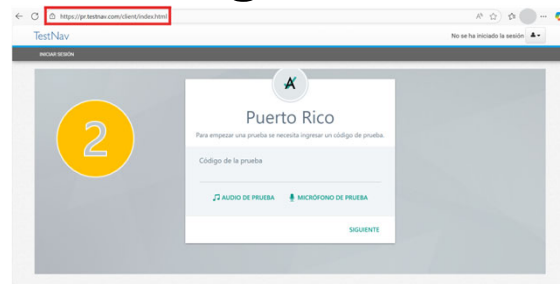 https://pr.testnav.com/client/index.html
TestNav
No se ha iniciado la sesión
INICIAR SESIÓN
2
Puerto Rico
Para empezar una prueba se necesita ingresar un código de prueba.
Código de la prueba
AUDIO DE PRUEBA
MICRÓFONO DE PRUEBA
SIGUIENTE